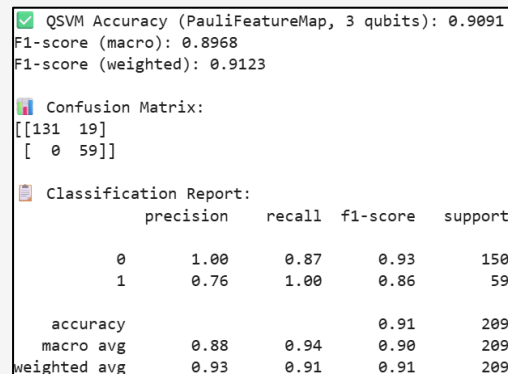 ✅ QSVM Accuracy (PauliFeatureMap, 3 qubits): 0.9091
F1-score (macro): 0.8968
F1-score (weighted): 0.9123
📊 Confusion Matrix:
[[131  19]
 [  0  59]]
📋 Classification Report:
              precision    recall  f1-score   support
           0       1.00      0.87      0.93       150
           1       0.76      1.00      0.86        59
    accuracy                           0.91       209
   macro avg       0.88      0.94      0.90       209
weighted avg       0.93      0.91      0.91       209